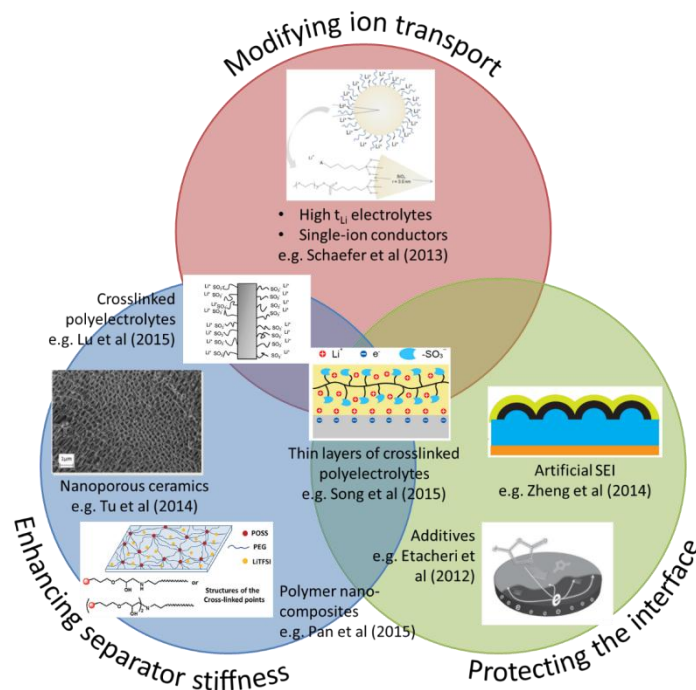 Modifying ion transport
SiO₂
• High tLi electrolytes
• Single-ion conductors
e.g. Schaefer et al (2013)
Crosslinked
polyelectrolytes
e.g. Lu et al (2015)
Li⁺ e⁻ -SO₃⁻
1µm
Nanoporous ceramics
e.g. Tu et al (2014)
Thin layers of crosslinked
polyelectrolytes
e.g. Song et al (2015)
Artificial SEI
e.g. Zheng et al (2014)
POSS
PEG
LiTFSI
or
Structures of the
Cross-linked points
Polymer nano-
composites
e.g. Pan et al (2015)
Additives
e.g. Etacheri et
al (2012)
Enhancing separator stiffness
Protecting the interface